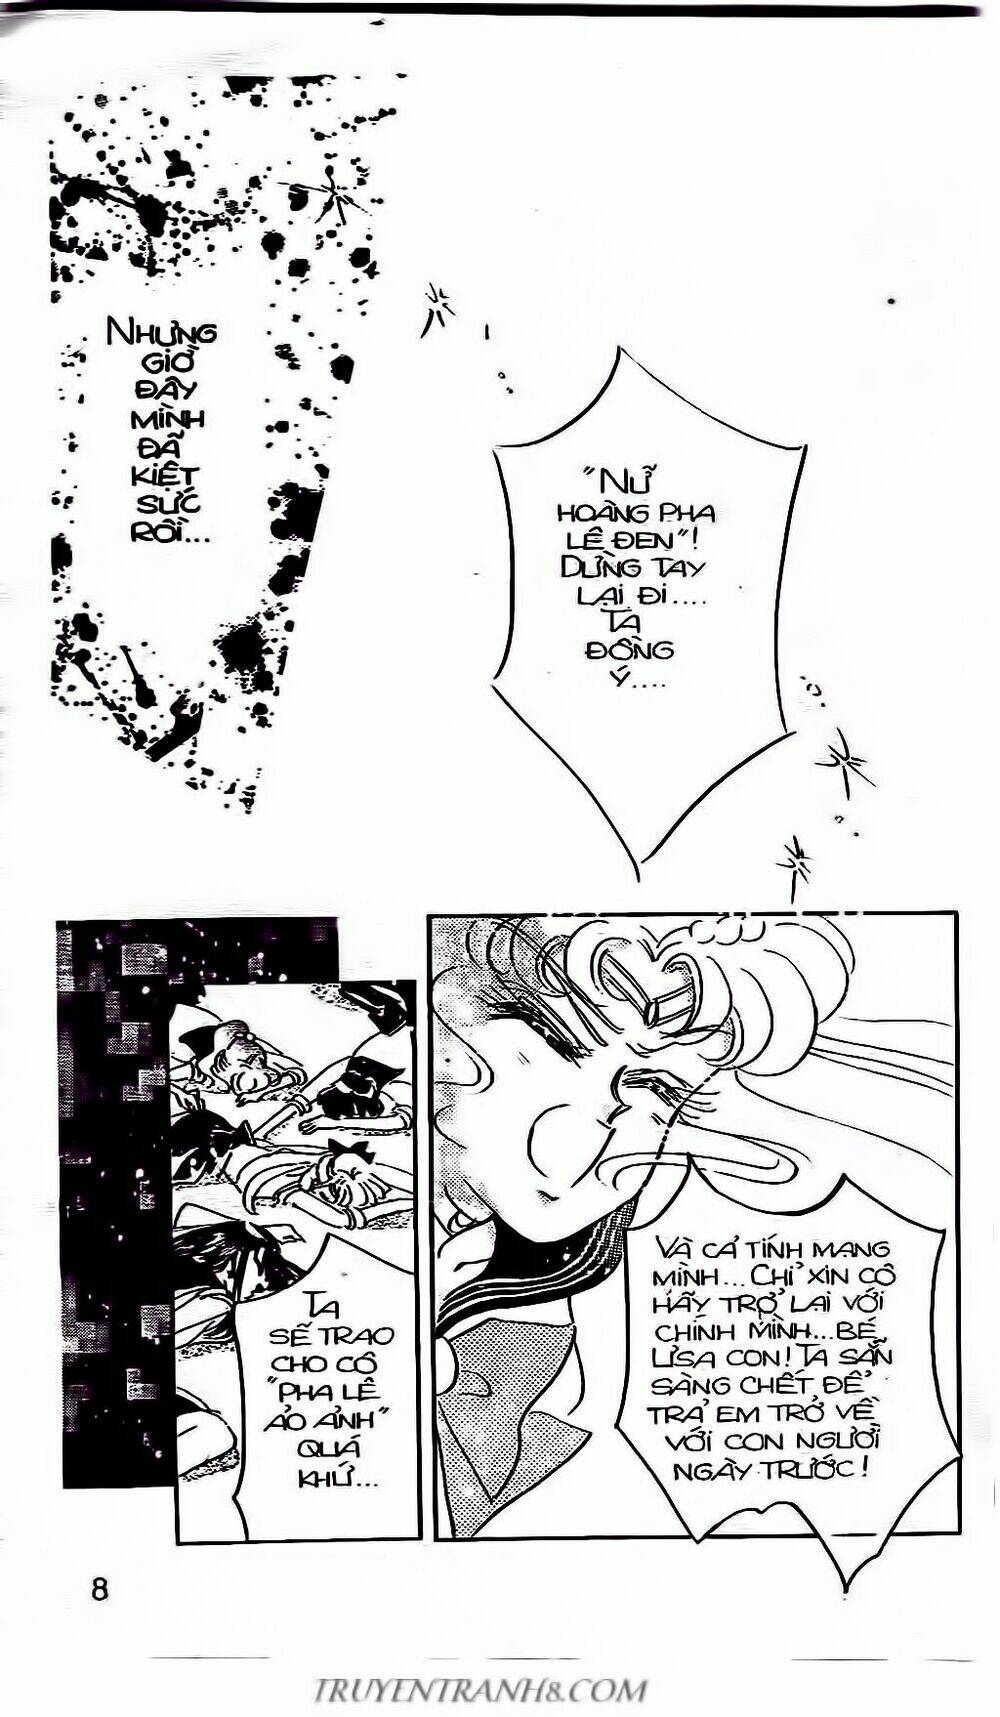 NHƯNG
GIỜ
ĐÂY
MÌNH
ĐÃ
KIỆT
SỨC
RỒI...
"NỮ
HOÀNG PHA
LÊ ĐEN"!
DỪNG TAY
LẠI ĐI....
TA
ĐỒNG
Ý....
TA
SẼ TRAO
CHO CÔ
"PHA LÊ
ẢO ẢNH"
QUÁ
KHỨ...
VÀ CẢ TÍNH MẠNG
MÌNH... CHỈ XIN CÔ
HÃY TRỞ LẠI VỚI
CHÍNH MÌNH... BÉ
LISA CON! TA SẴN
SÀNG CHẾT ĐỂ
TRẢ EM TRỞ VỀ
VỚI CON NGƯỜI
NGÀY TRƯỚC!
8
TRUYENTRANH8.COM